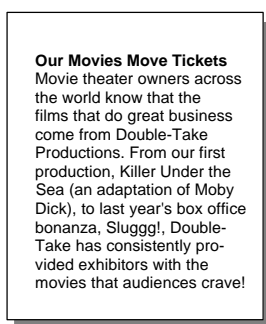 Our Movies Move Tickets
Movie theater owners across
the world know that the
films that do great business
come from Double-Take
Productions. From our first
production, Killer Under the
Sea (an adaptation of Moby
Dick), to last year's box office
bonanza, Sluggg!, Double-
Take has consistently pro-
vided exhibitors with the
movies that audiences crave!